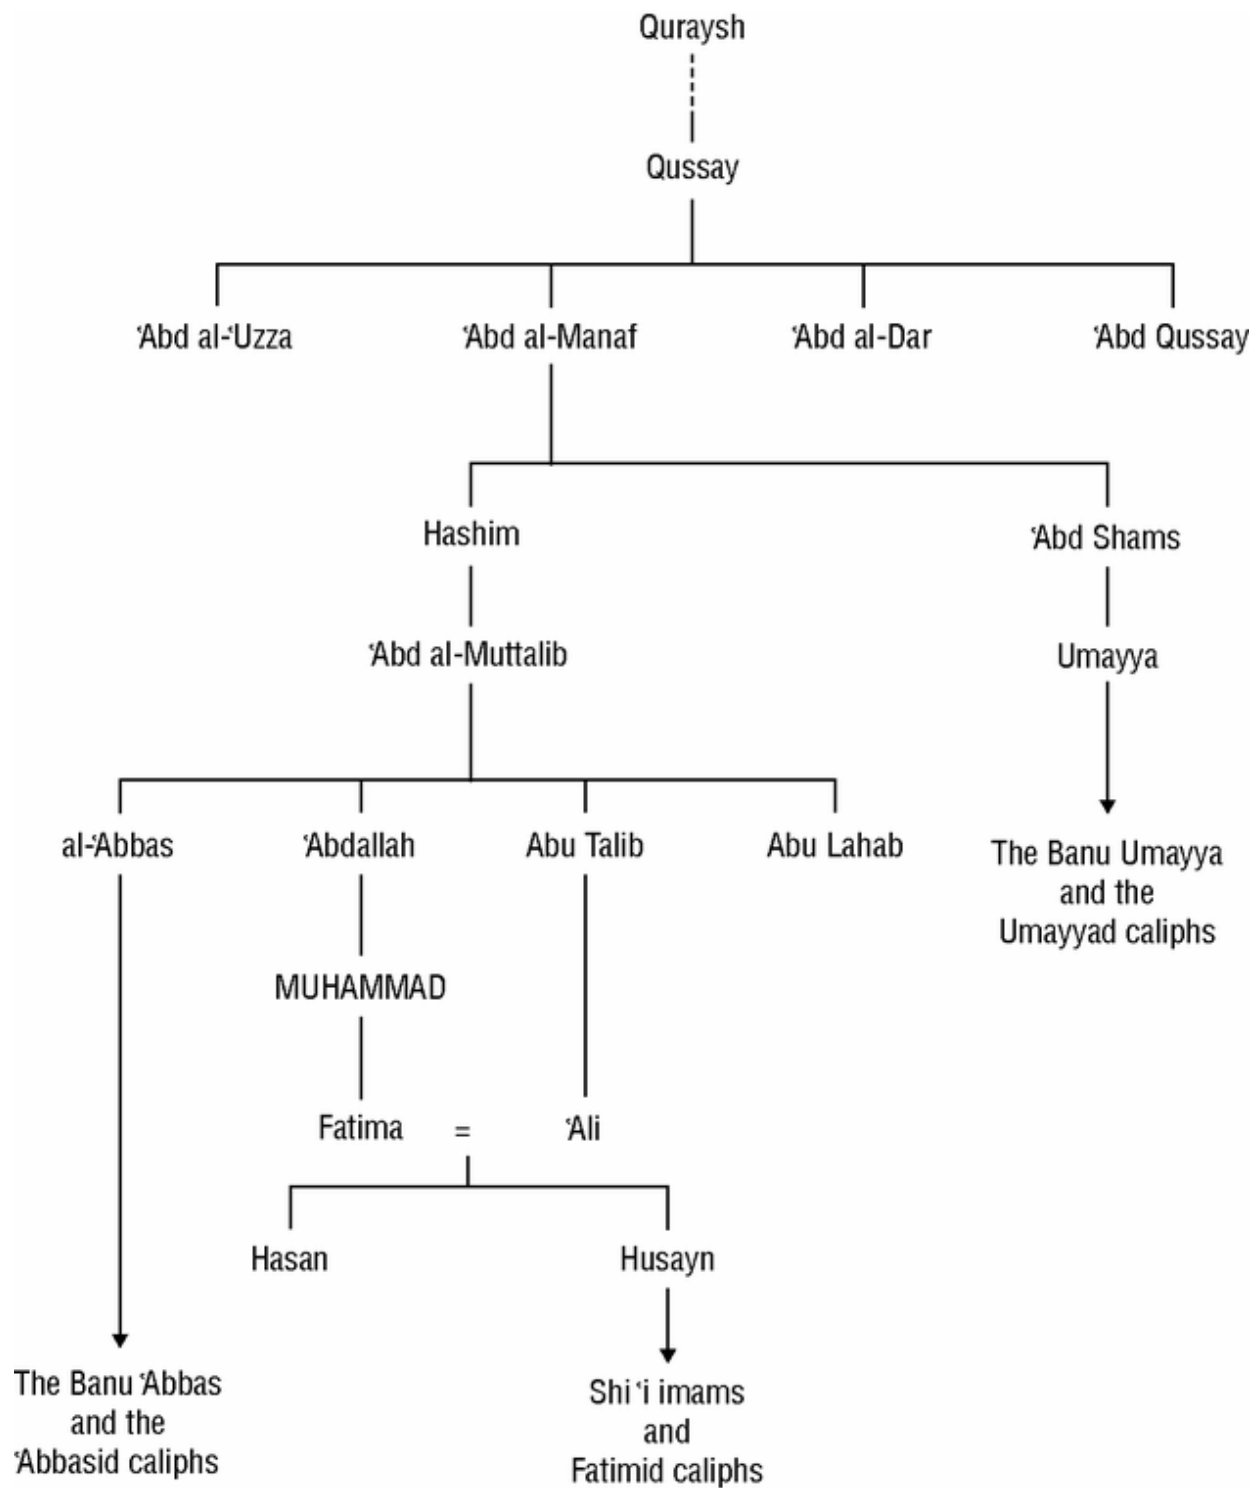 Quraysh
Qussay
ʿAbd al-ʿUzza
ʿAbd al-Manaf
ʿAbd al-Dar
ʿAbd Qussay
Hashim
ʿAbd Shams
ʿAbd al-Muttalib
Umayya
al-ʿAbbas
ʿAbdallah
Abu Talib
Abu Lahab
The Banu Umayya
and the
Umayyad caliphs
MUHAMMAD
Fatima = ʿAli
Hasan
Husayn
The Banu ʿAbbas
and the
ʿAbbasid caliphs
Shi ʿi imams
and
Fatimid caliphs